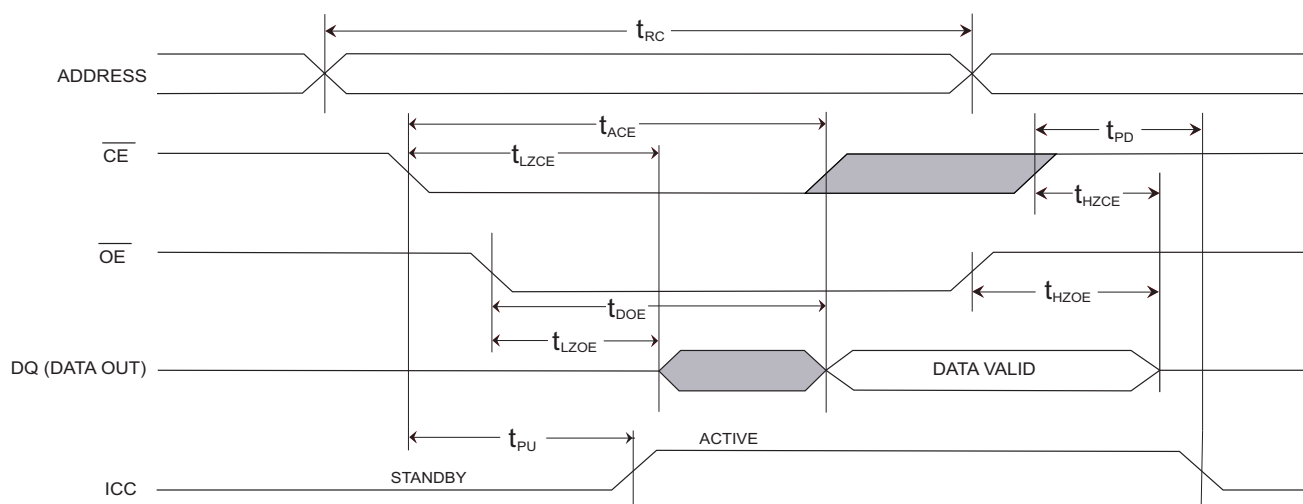 tRC
ADDRESS
tACE
tPD
CE
tLZCE
tHZCE
OE
tHZOE
tDOE
tLZOE
DQ (DATA OUT)
DATA VALID
tPU
ACTIVE
STANDBY
ICC